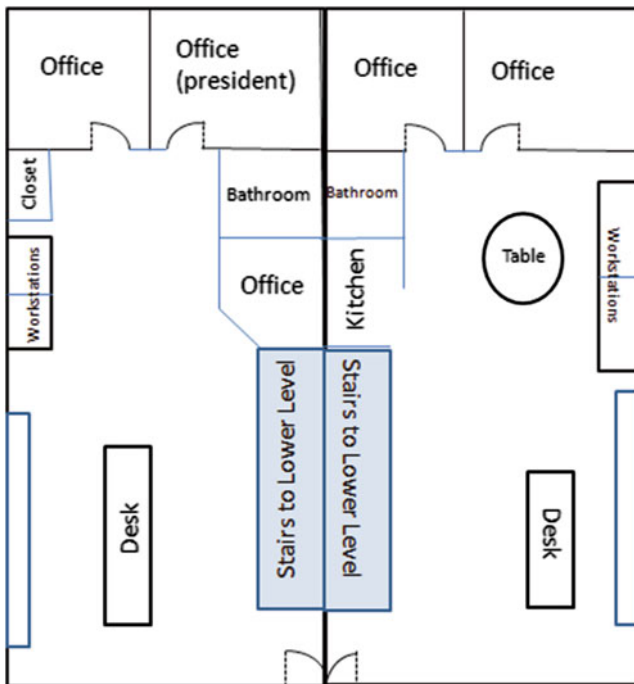 Office
Office
(president)
Office
Office
Closet
Bathroom
Bathroom
Workstations
Office
Kitchen
Table
Workstations
Stairs to Lower Level
Stairs to Lower Level
Desk
Desk